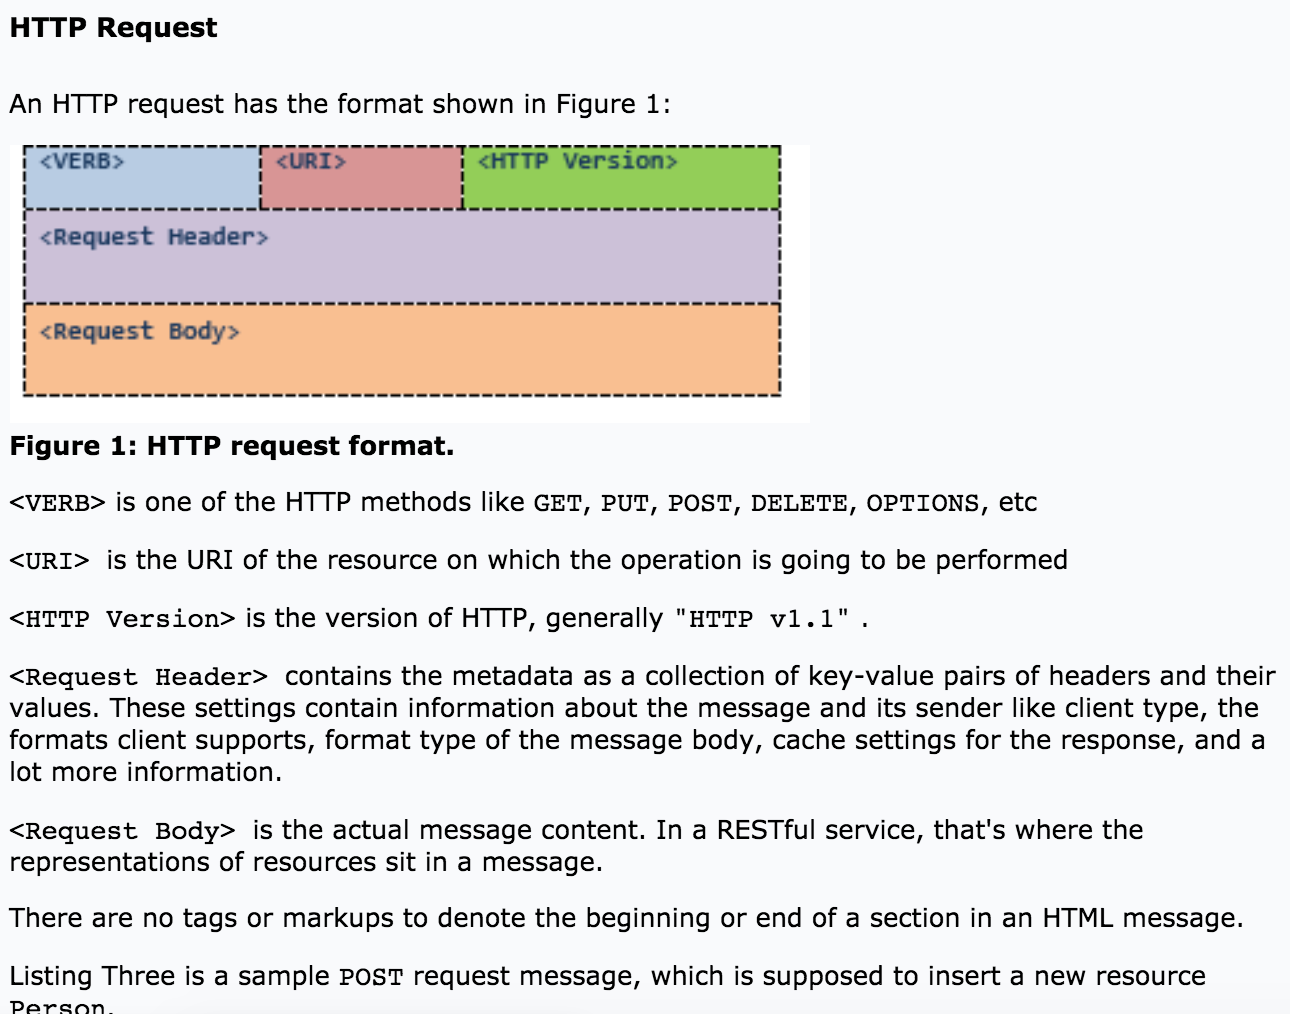 HTTP Request
An HTTP request has the format shown in Figure 1:
<VERB> <URI> <HTTP Version>
<Request Header>
<Request Body>
Figure 1: HTTP request format.
<VERB> is one of the HTTP methods like GET, PUT, POST, DELETE, OPTIONS, etc
<URI> is the URI of the resource on which the operation is going to be performed
<HTTP Version> is the version of HTTP, generally "HTTP v1.1" .
<Request Header> contains the metadata as a collection of key-value pairs of headers and their
values. These settings contain information about the message and its sender like client type, the
formats client supports, format type of the message body, cache settings for the response, and a
lot more information.
<Request Body> is the actual message content. In a RESTful service, that's where the
representations of resources sit in a message.
There are no tags or markups to denote the beginning or end of a section in an HTML message.
Listing Three is a sample POST request message, which is supposed to insert a new resource
Person.